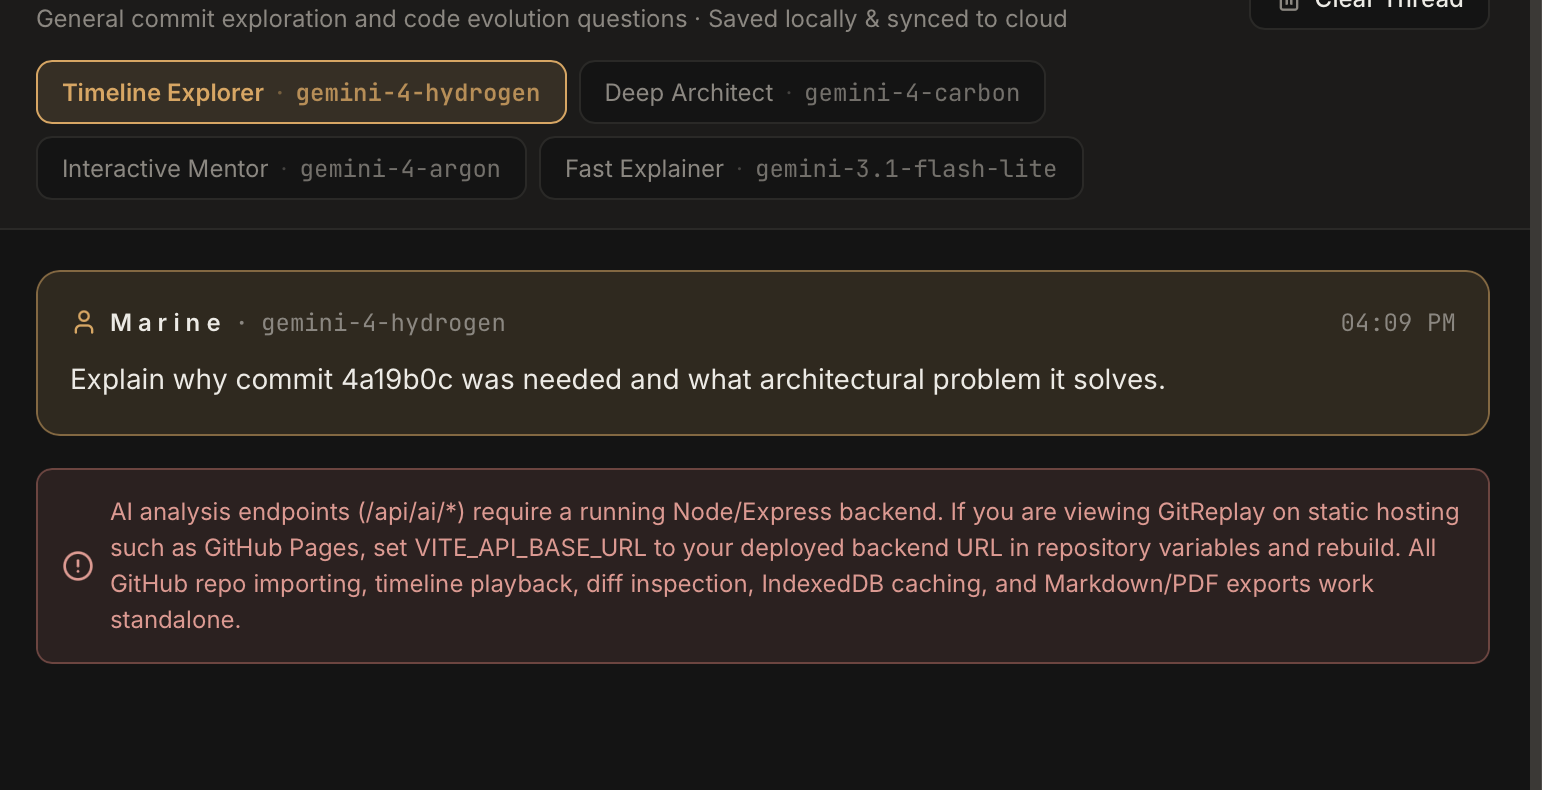 General commit exploration and code evolution questions · Saved locally & synced to cloud
Clear Thread
Timeline Explorer · gemini-4-hydrogen
Deep Architect · gemini-4-carbon
Interactive Mentor · gemini-4-argon
Fast Explainer · gemini-3.1-flash-lite
Marine · gemini-4-hydrogen
04:09 PM
Explain why commit 4a19b0c was needed and what architectural problem it solves.
AI analysis endpoints (/api/ai/*) require a running Node/Express backend. If you are viewing GitReplay on static hosting
such as GitHub Pages, set VITE_API_BASE_URL to your deployed backend URL in repository variables and rebuild. All
GitHub repo importing, timeline playback, diff inspection, IndexedDB caching, and Markdown/PDF exports work
standalone.